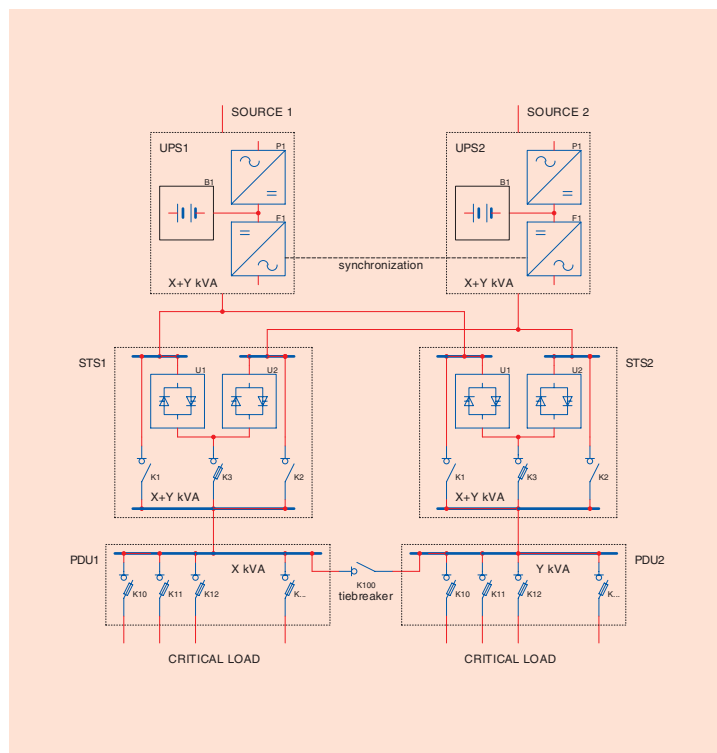 SOURCE 1
SOURCE 2
UPS1
P1
UPS2
P1
B1
B1
F1
F1
synchronization
X+Y kVA
X+Y kVA
STS1
U1
U2
U1
U2
STS2
K1
K3
K2
K1
K3
K2
X+Y kVA
X+Y kVA
PDU1
X kVA
Y kVA
PDU2
K10
K11
K12
K...
K100
tiebreaker
K10
K11
K12
K...
CRITICAL LOAD
CRITICAL LOAD